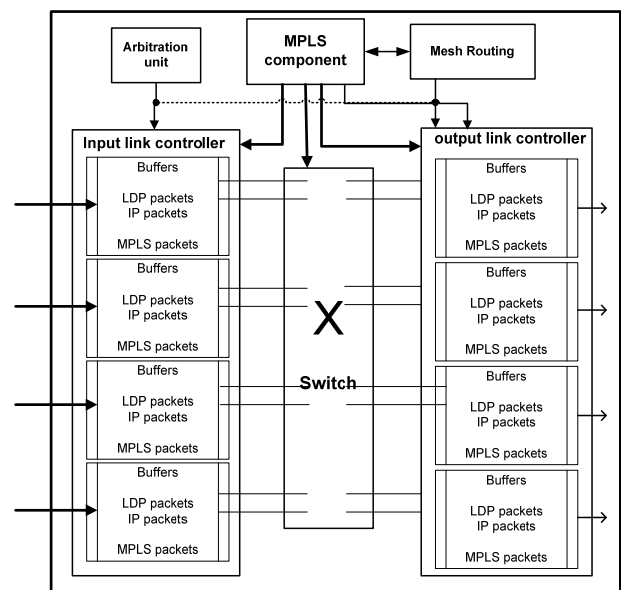 Arbitration
unit
MPLS
component
Mesh Routing
Input link controller
Buffers
LDP packets
IP packets
MPLS packets
Buffers
LDP packets
IP packets
MPLS packets
Buffers
LDP packets
IP packets
MPLS packets
Buffers
LDP packets
IP packets
MPLS packets
X
Switch
output link controller
Buffers
LDP packets
IP packets
MPLS packets
Buffers
LDP packets
IP packets
MPLS packets
Buffers
LDP packets
IP packets
MPLS packets
Buffers
LDP packets
IP packets
MPLS packets